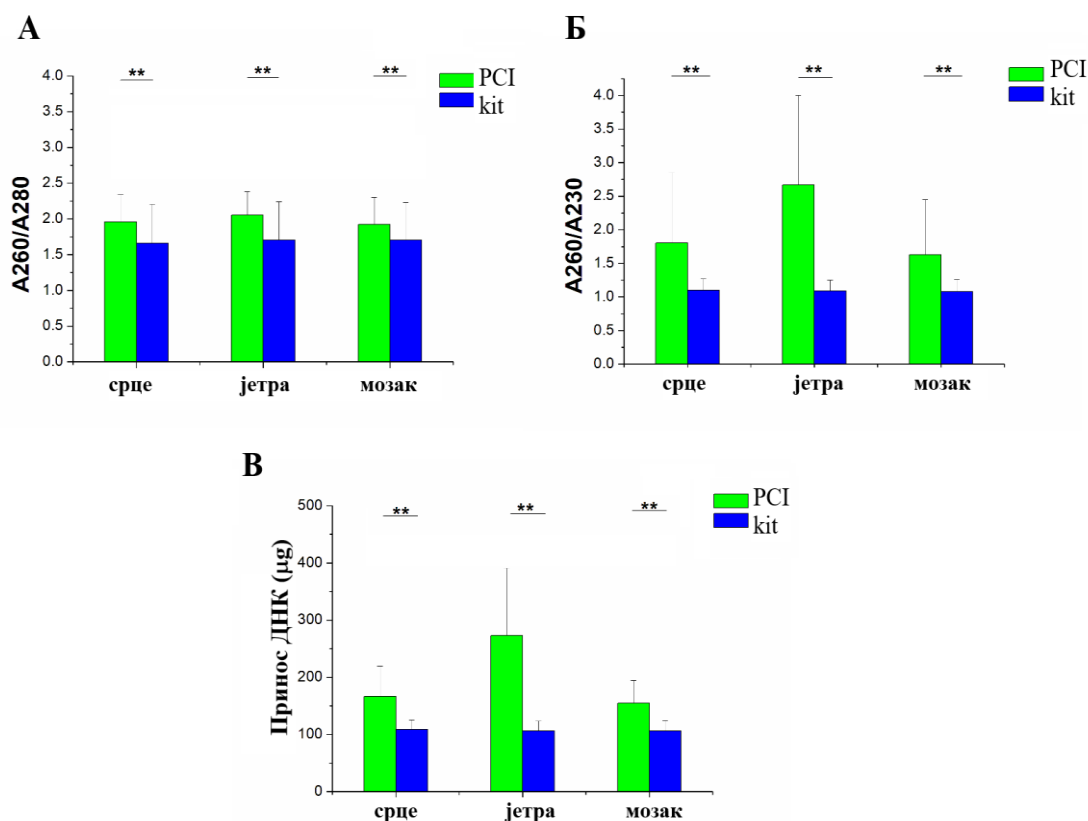 А
**
**
**
PCI
kit
4.0
3.5
3.0
2.5
2.0
1.5
1.0
0.5
0.0
A260/A280
срце
јетра
мозак
Б
**
**
**
PCI
kit
4.0
3.5
3.0
2.5
2.0
1.5
1.0
0.5
0.0
A260/A230
срце
јетра
мозак
В
**
**
**
PCI
kit
500
400
300
200
100
0
Принос ДНК (µg)
срце
јетра
мозак